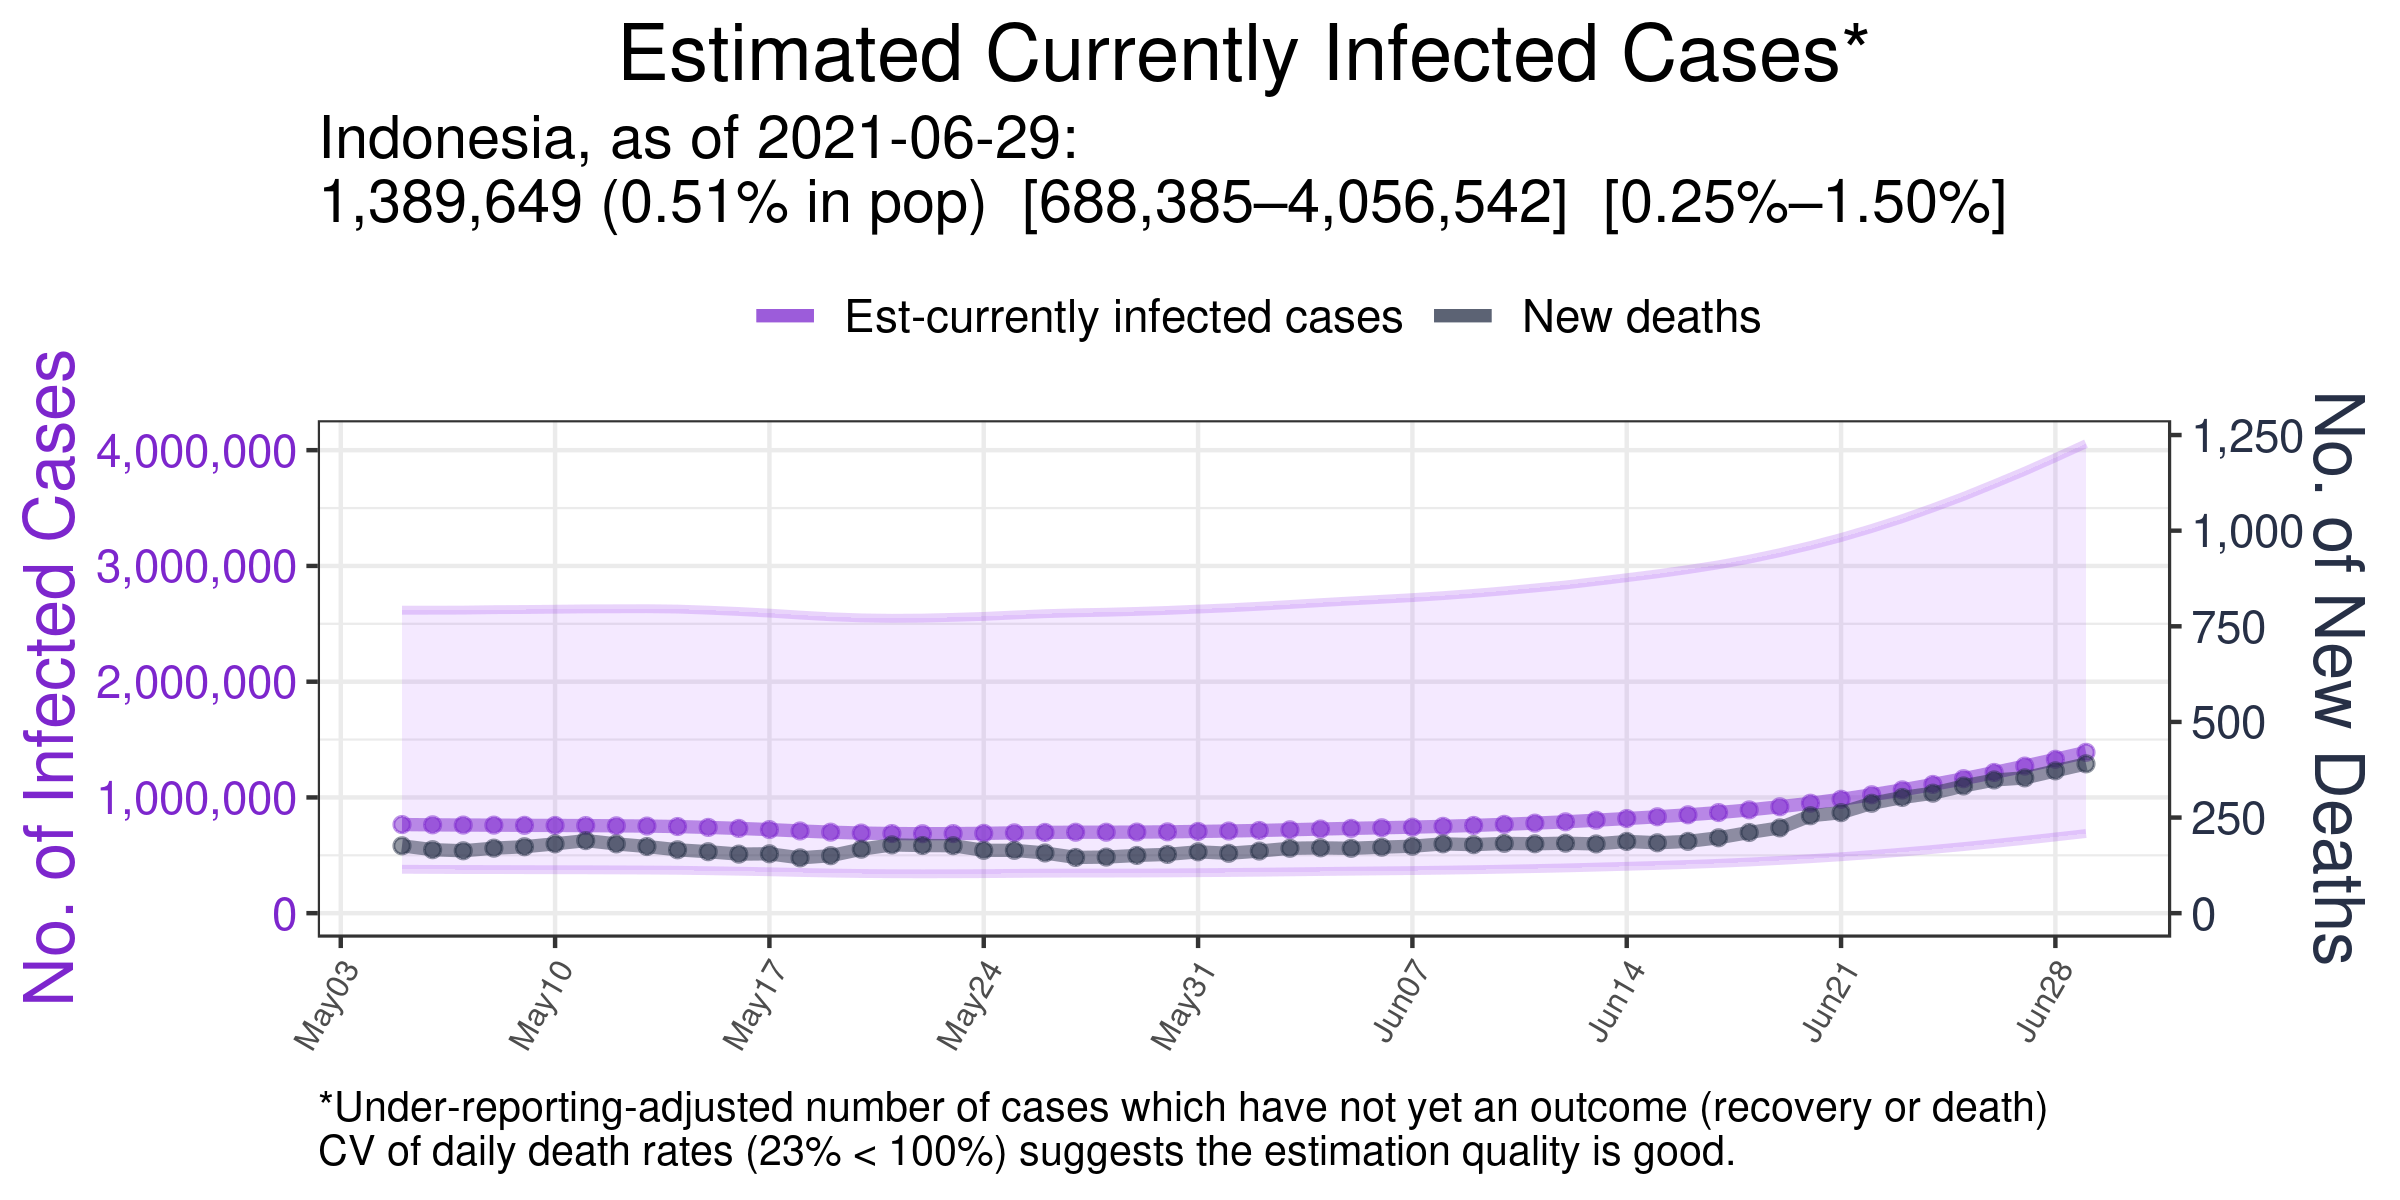 Estimated Currently Infected Cases*
Indonesia, as of 2021-06-29:
1,389,649 (0.51% in pop)  [688,385–4,056,542]  [0.25%–1.50%]
Est-currently infected cases
New deaths
No. of Infected Cases
4,000,000
3,000,000
2,000,000
1,000,000
0
1,250
1,000
750
500
250
0
No. of New Deaths
May03
May10
May17
May24
May31
Jun07
Jun14
Jun21
Jun28
*Under-reporting-adjusted number of cases which have not yet an outcome (recovery or death)
CV of daily death rates (23% < 100%) suggests the estimation quality is good.